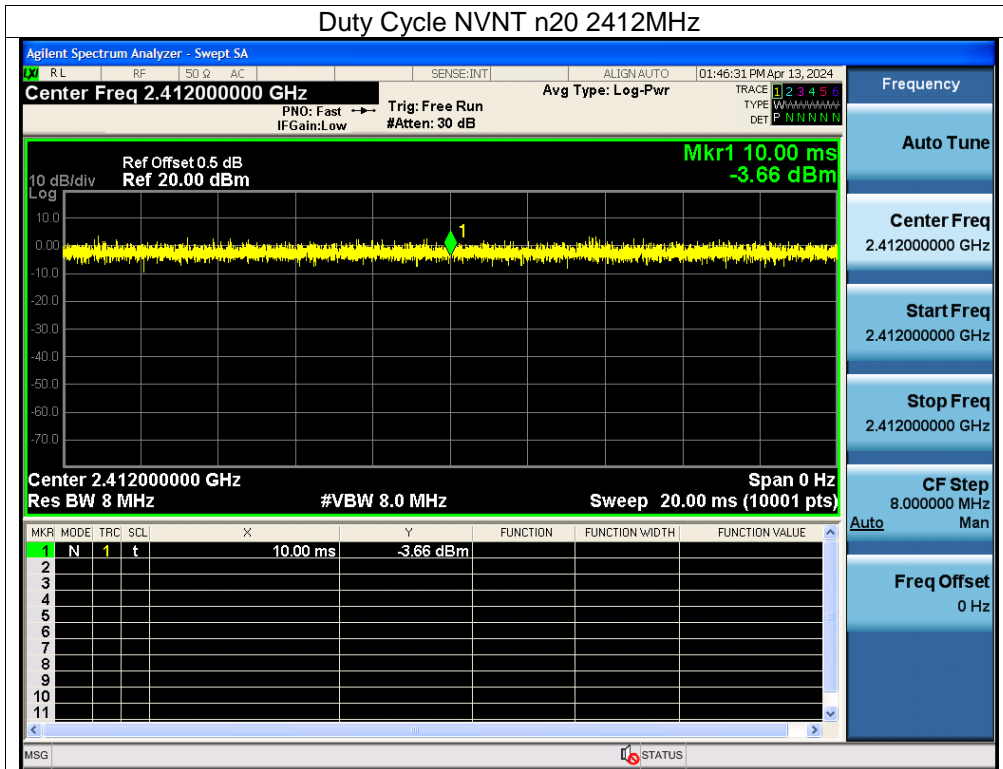 Duty Cycle NVNT n20 2412MHz
Agilent Spectrum Analyzer - Swept SA
LXI RL RF 50 Ω AC SENSE:INT ALIGN AUTO 01:46:31 PM Apr 13, 2024
Center Freq 2.412000000 GHz
PNO: Fast
IFGain:Low
Trig: Free Run
#Atten: 30 dB
Avg Type: Log-Pwr
TRACE 1 2 3 4 5 6
TYPE WWWWWW
DET P N N N N N
Mkr1 10.00 ms
-3.66 dBm
Ref Offset 0.5 dB
10 dB/div Ref 20.00 dBm
Log
10.0
0.00
-10.0
-20.0
-30.0
-40.0
-50.0
-60.0
-70.0
1
Center 2.412000000 GHz Span 0 Hz
Res BW 8 MHz #VBW 8.0 MHz Sweep 20.00 ms (10001 pts)
MKR MODE TRC SCL X Y FUNCTION FUNCTION WIDTH FUNCTION VALUE
1 N 1 t 10.00 ms -3.66 dBm
2
3
4
5
6
7
8
9
10
11
MSG STATUS
Frequency
Auto Tune
Center Freq
2.412000000 GHz
Start Freq
2.412000000 GHz
Stop Freq
2.412000000 GHz
CF Step
8.000000 MHz
Auto Man
Freq Offset
0 Hz